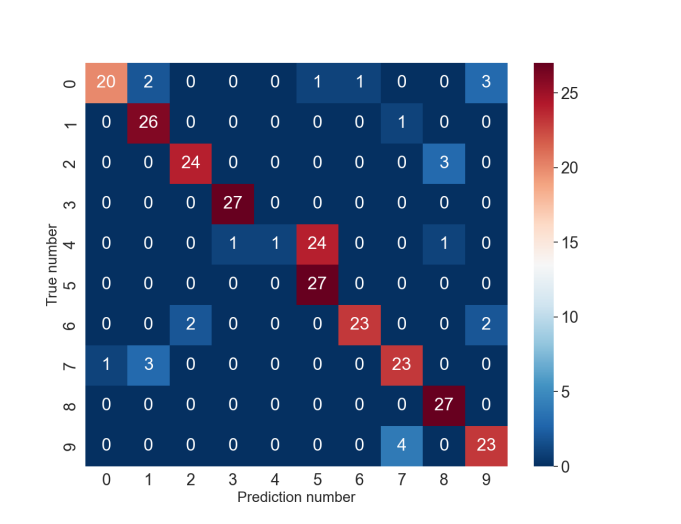 0 20 2 0 0 0 1 1 0 0 3
1 0 26 0 0 0 0 0 1 0 0
2 0 0 24 0 0 0 0 0 3 0
3 0 0 0 27 0 0 0 0 0 0
4 0 0 0 1 1 24 0 0 1 0
5 0 0 0 0 0 27 0 0 0 0
6 0 0 2 0 0 0 23 0 0 2
7 1 3 0 0 0 0 0 23 0 0
8 0 0 0 0 0 0 0 0 27 0
9 0 0 0 0 0 0 0 4 0 23
0 1 2 3 4 5 6 7 8 9
Prediction number
True number
25
20
15
10
5
0